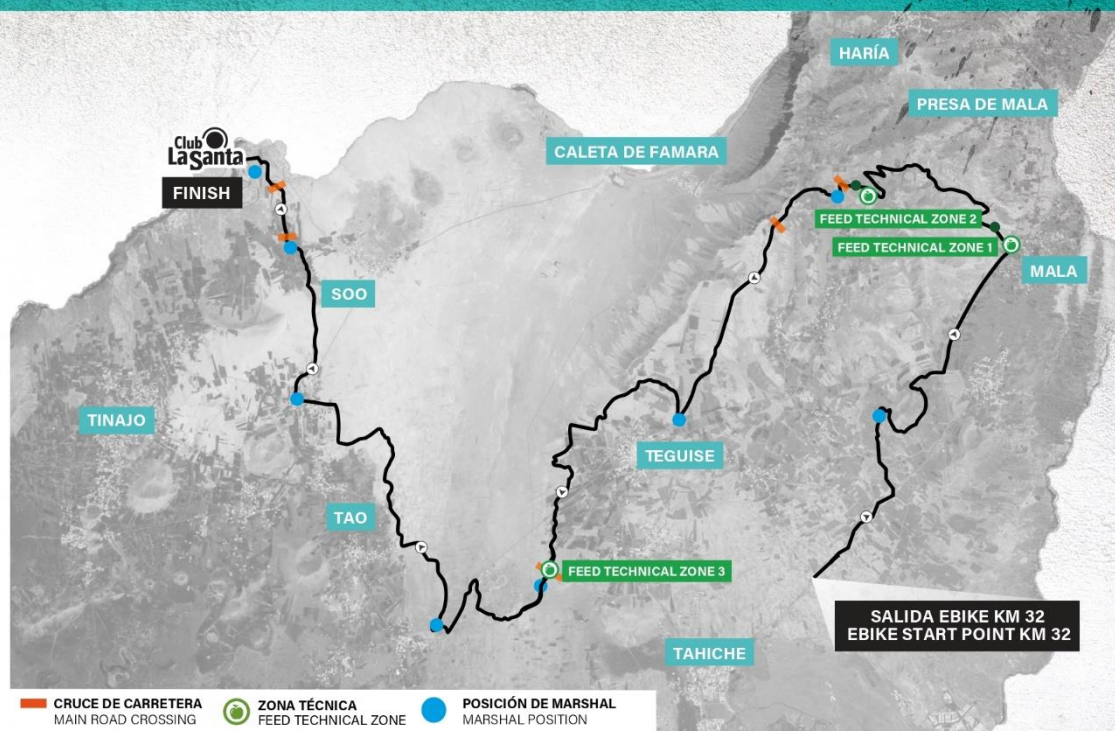 HARÍA
PRESA DE MALA
Club
La Santa
FINISH
CALETA DE FAMARA
FEED TECHNICAL ZONE 2
FEED TECHNICAL ZONE 1
MALA
SOO
TINAJO
TEGUISE
TAO
FEED TECHNICAL ZONE 3
SALIDA EBIKE KM 32
EBIKE START POINT KM 32
TAHICHE
CRUCE DE CARRETERA
MAIN ROAD CROSSING
ZONA TÉCNICA
FEED TECHNICAL ZONE
POSICIÓN DE MARSHAL
MARSHAL POSITION